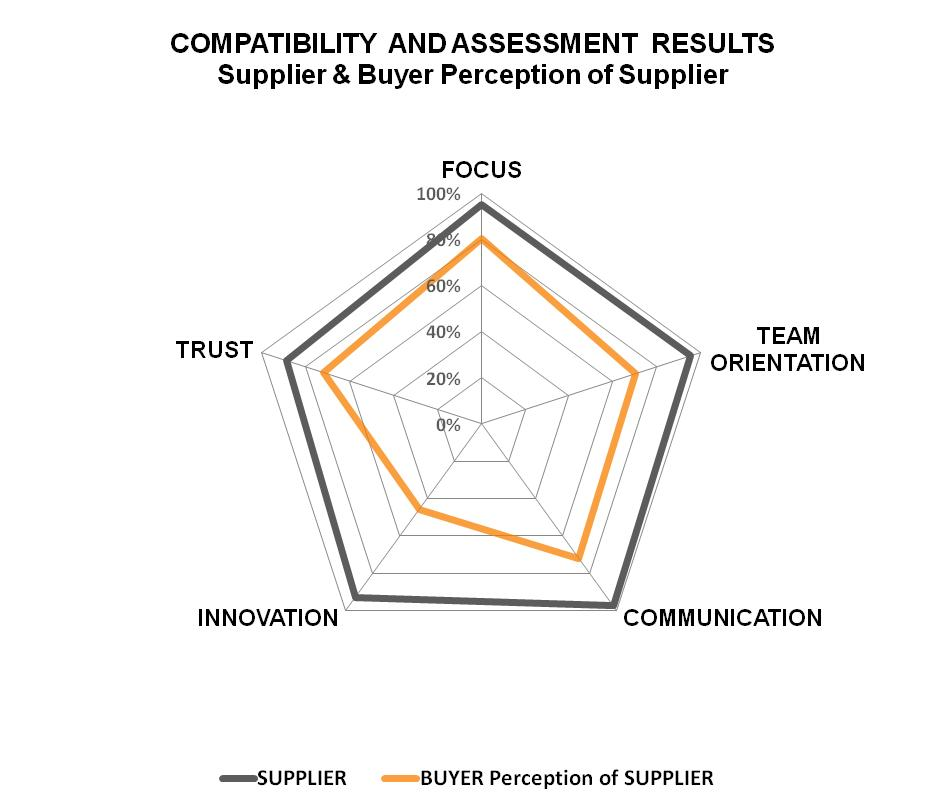 COMPATIBILITY AND ASSESSMENT RESULTS
Supplier & Buyer Perception of Supplier
FOCUS
100%
80%
60%
40%
20%
0%
TRUST
TEAM
ORIENTATION
INNOVATION
COMMUNICATION
SUPPLIER
BUYER Perception of SUPPLIER